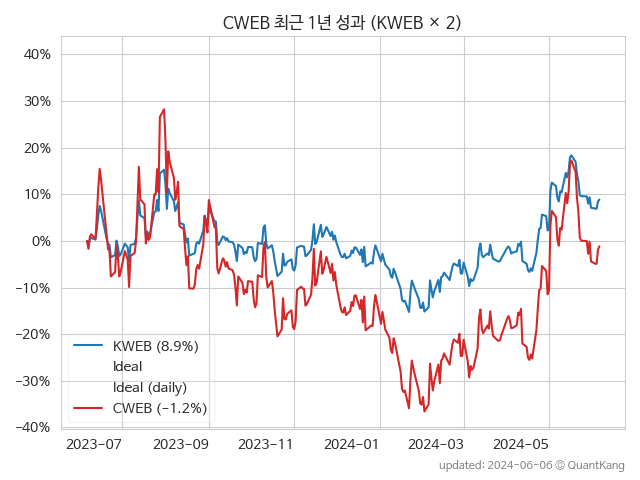 CWEB 최근 1년 성과 (KWEB × 2)
40%
30%
20%
10%
0%
−10%
−20%
−30%
−40%
KWEB (8.9%)
Ideal
Ideal (daily)
CWEB (−1.2%)
2023-07 2023-09 2023-11 2024-01 2024-03 2024-05
updated: 2024-06-06 © QuantKang